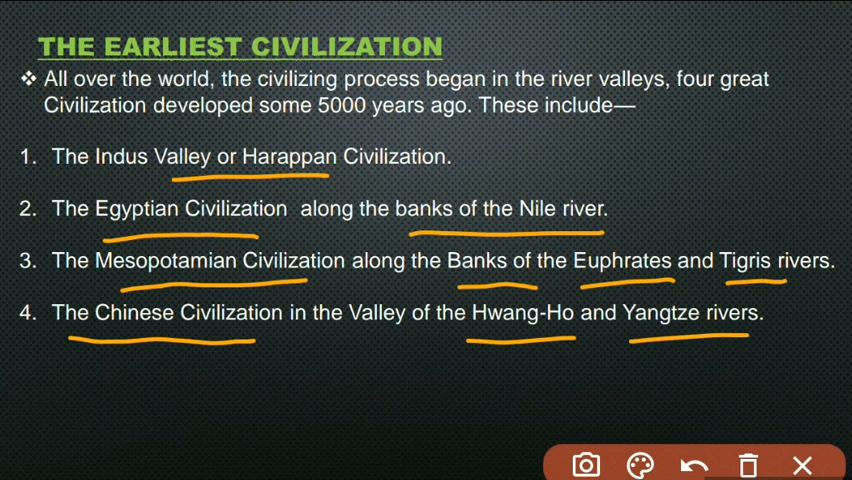 THE EARLIEST CIVILIZATION
❖ All over the world, the civilizing process began in the river valleys, four great
Civilization developed some 5000 years ago. These include—
1. The Indus Valley or Harappan Civilization.
2. The Egyptian Civilization along the banks of the Nile river.
3. The Mesopotamian Civilization along the Banks of the Euphrates and Tigris rivers.
4. The Chinese Civilization in the Valley of the Hwang-Ho and Yangtze rivers.